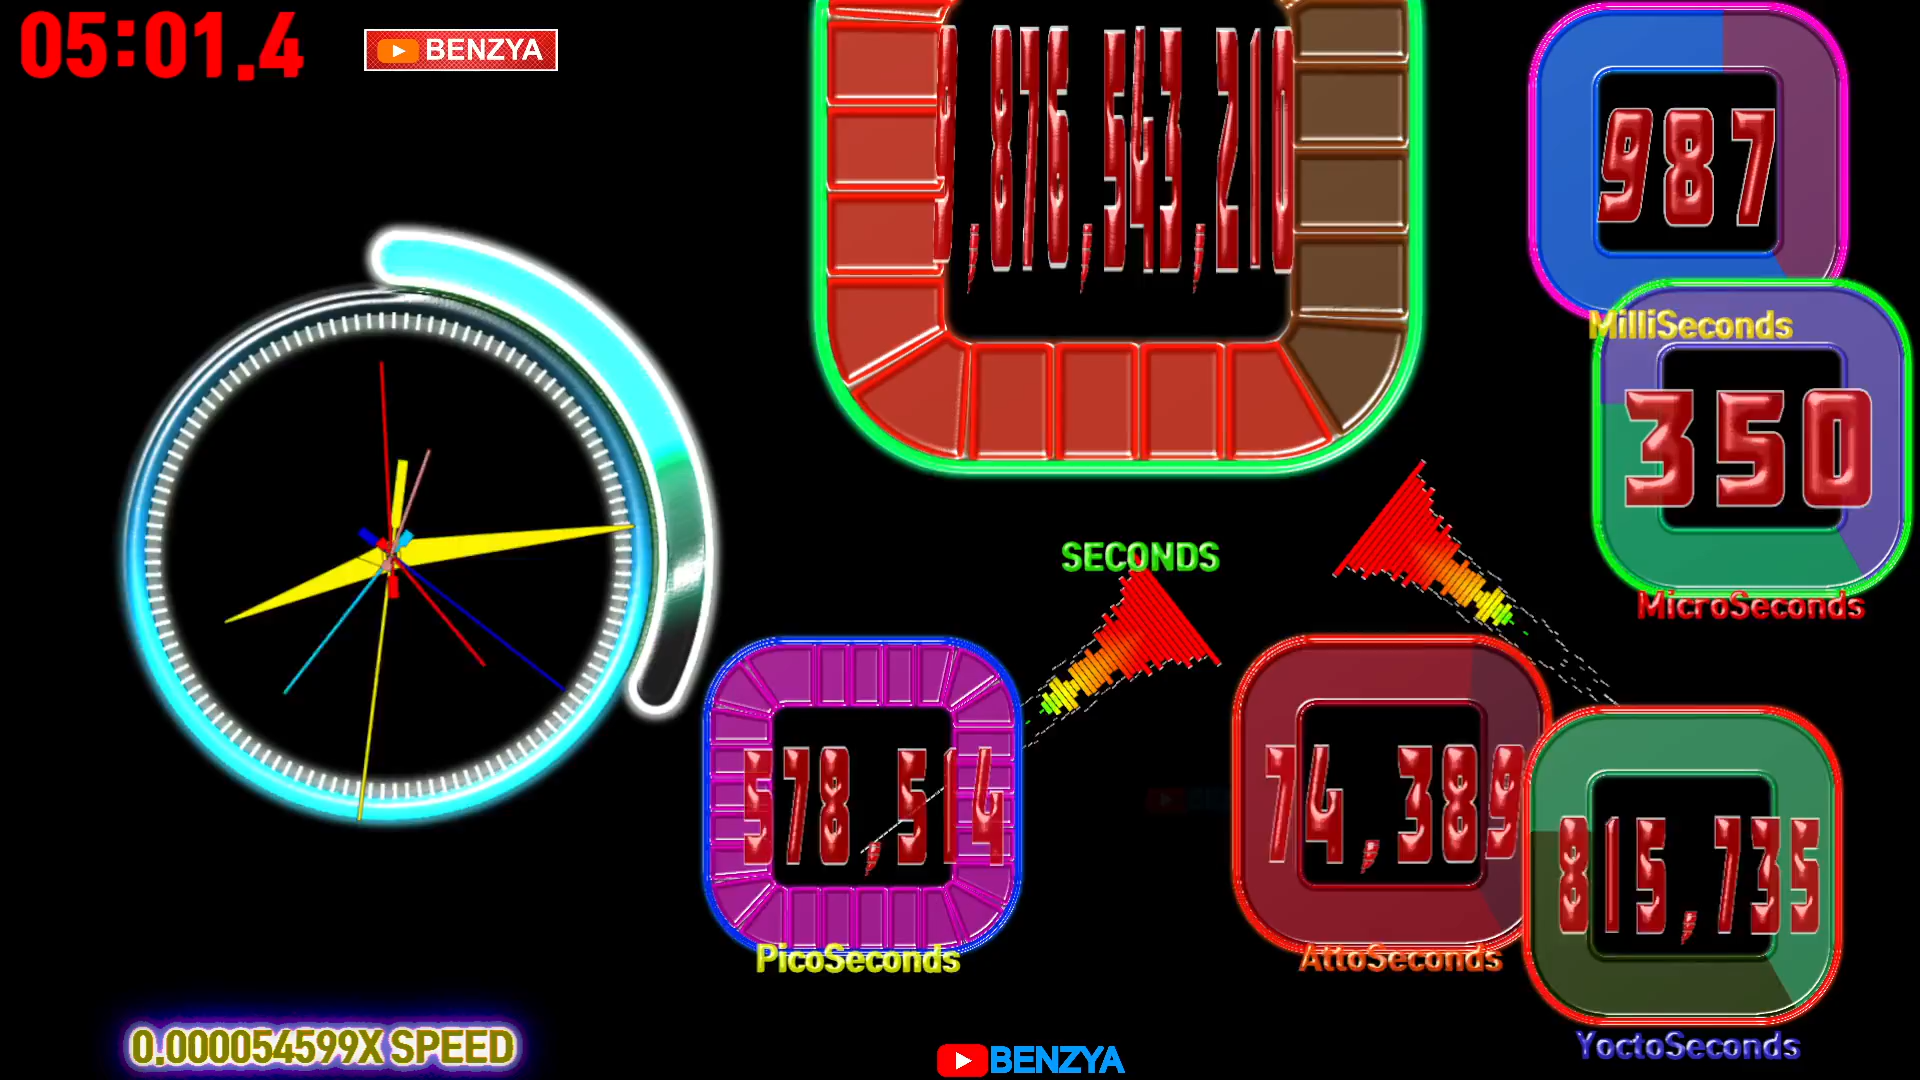 05:01.4
BENZYA
9,876,543,210
987
MilliSeconds
350
MicroSeconds
SECONDS
578,514
PicoSeconds
74,389
AttoSeconds
815,735
YoctoSeconds
0.000054599X SPEED
BENZYA